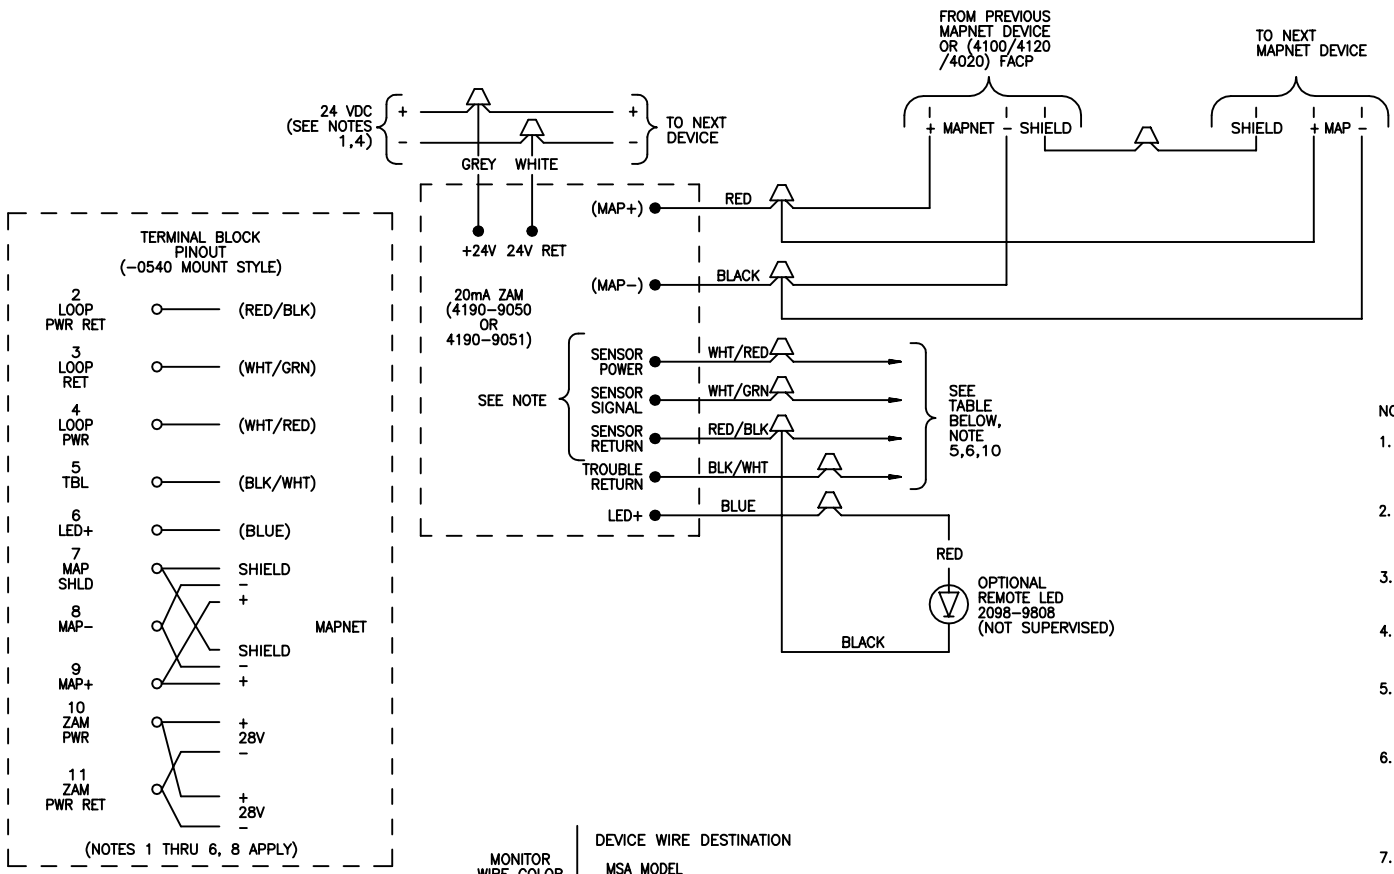 FROM PREVIOUS
MAPNET DEVICE
OR (4100/4120
/4020) FACP
TO NEXT
MAPNET DEVICE
+ MAPNET - SHIELD
SHIELD + MAP -
24 VDC
(SEE NOTES
1,4)
+ +
- -
TO NEXT
DEVICE
GREY WHITE
+24V 24V RET
20mA ZAM
(4190-9050
OR
4190-9051)
(MAP+) RED
(MAP-) BLACK
SEE NOTE
SENSOR
POWER
WHT/RED
SENSOR
SIGNAL
WHT/GRN
SENSOR
RETURN
RED/BLK
TROUBLE
RETURN
BLK/WHT
LED+ BLUE
SEE
TABLE
BELOW,
NOTE
5,6,10
RED
OPTIONAL
REMOTE LED
2098-9808
(NOT SUPERVISED)
BLACK
TERMINAL BLOCK
PINOUT
(-0540 MOUNT STYLE)
2
LOOP
PWR RET
(RED/BLK)
3
LOOP
RET
(WHT/GRN)
4
LOOP
PWR
(WHT/RED)
5
TBL
(BLK/WHT)
6
LED+
(BLUE)
7
MAP
SHLD
SHIELD
-
+
8
MAP-
MAPNET
SHIELD
-
+
9
MAP+
10
ZAM
PWR
+
28V
-
11
ZAM
PWR RET
+
28V
-
(NOTES 1 THRU 6, 8 APPLY)
MONITOR
WIRE COLOR
DEVICE WIRE DESTINATION
MSA MODEL
NO
1.
2.
3.
4.
5.
6.
7.